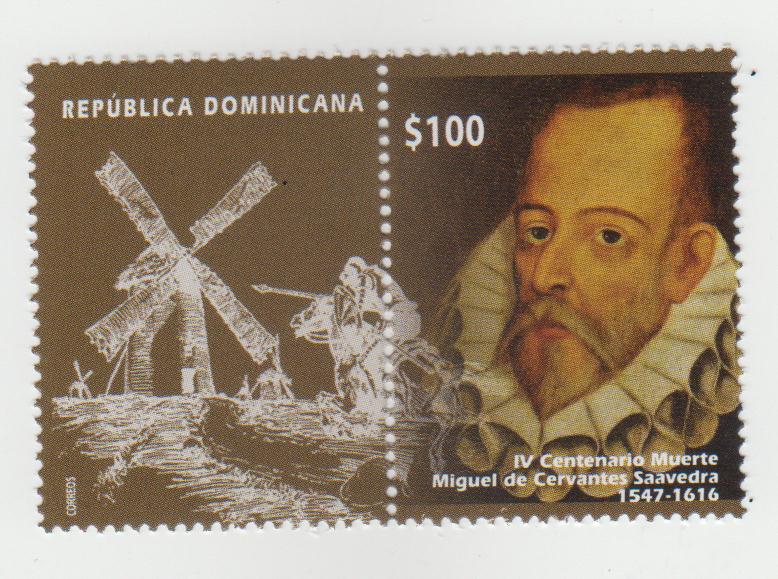 REPÚBLICA DOMINICANA
$100
CORREOS
IV Centenario Muerte
Miguel de Cervantes Saavedra
1547-1616